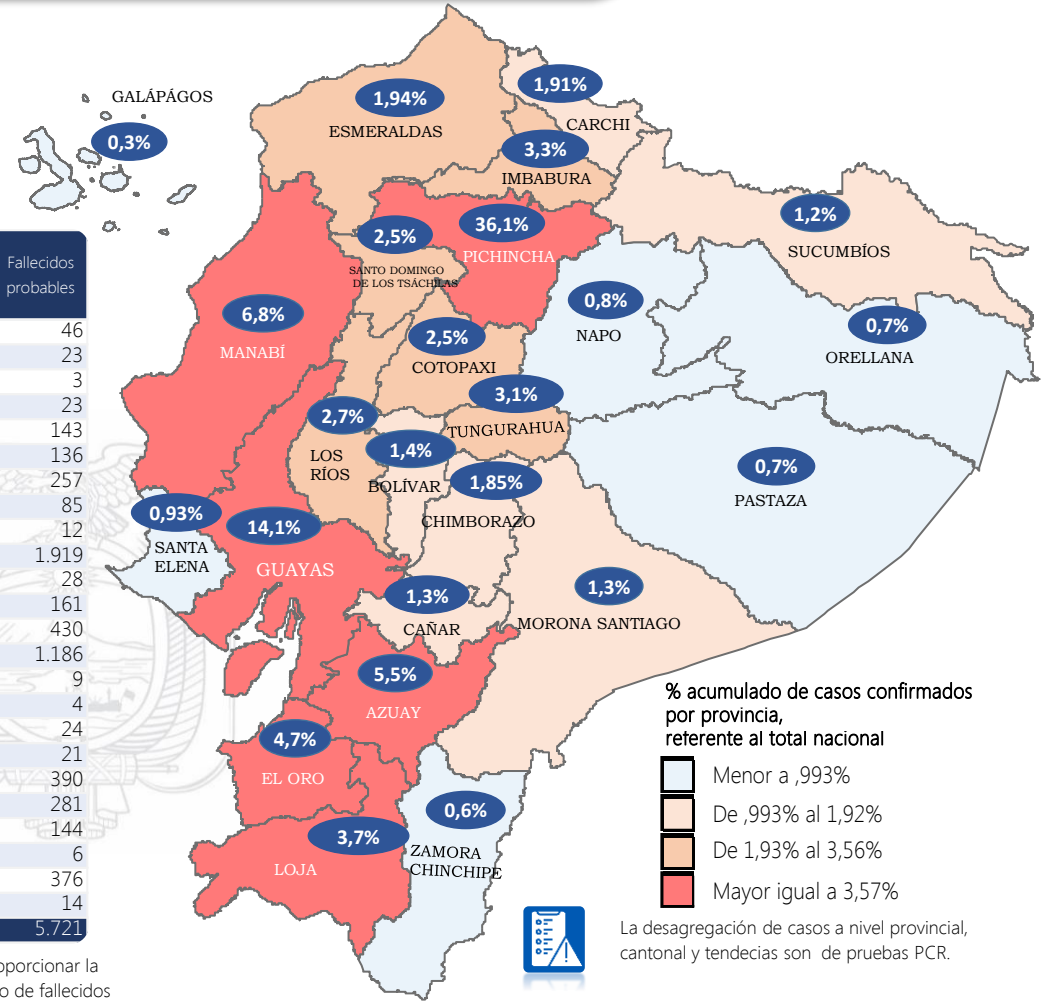 GALÁPÁGOS
0,3%
1,94%
ESMERALDAS
1,91%
CARCHI
3,3%
IMBABURA
1,2%
SUCUMBÍOS
2,5%
SANTO DOMINGO
DE LOS TSÁCHILAS
36,1%
PICHINCHA
0,8%
NAPO
0,7%
ORELLANA
6,8%
MANABÍ
2,5%
COTOPAXI
3,1%
TUNGURAHUA
2,7%
LOS
RÍOS
1,4%
BOLÍVAR
1,85%
CHIMBORAZO
0,7%
PASTAZA
0,93%
SANTA
ELENA
14,1%
GUAYAS
1,3%
CAÑAR
1,3%
MORONA SANTIAGO
5,5%
AZUAY
4,7%
EL ORO
3,7%
LOJA
0,6%
ZAMORA
CHINCHIPE
Fallecidos
probables
46
23
3
23
143
136
257
85
12
1.919
28
161
430
1.186
9
4
24
21
390
281
144
6
376
14
5.721
oporcionar la
o de fallecidos
% acumulado de casos confirmados
por provincia,
referente al total nacional
Menor a ,993%
De ,993% al 1,92%
De 1,93% al 3,56%
Mayor igual a 3,57%
La desagregación de casos a nivel provincial,
cantonal y tendecias son de pruebas PCR.